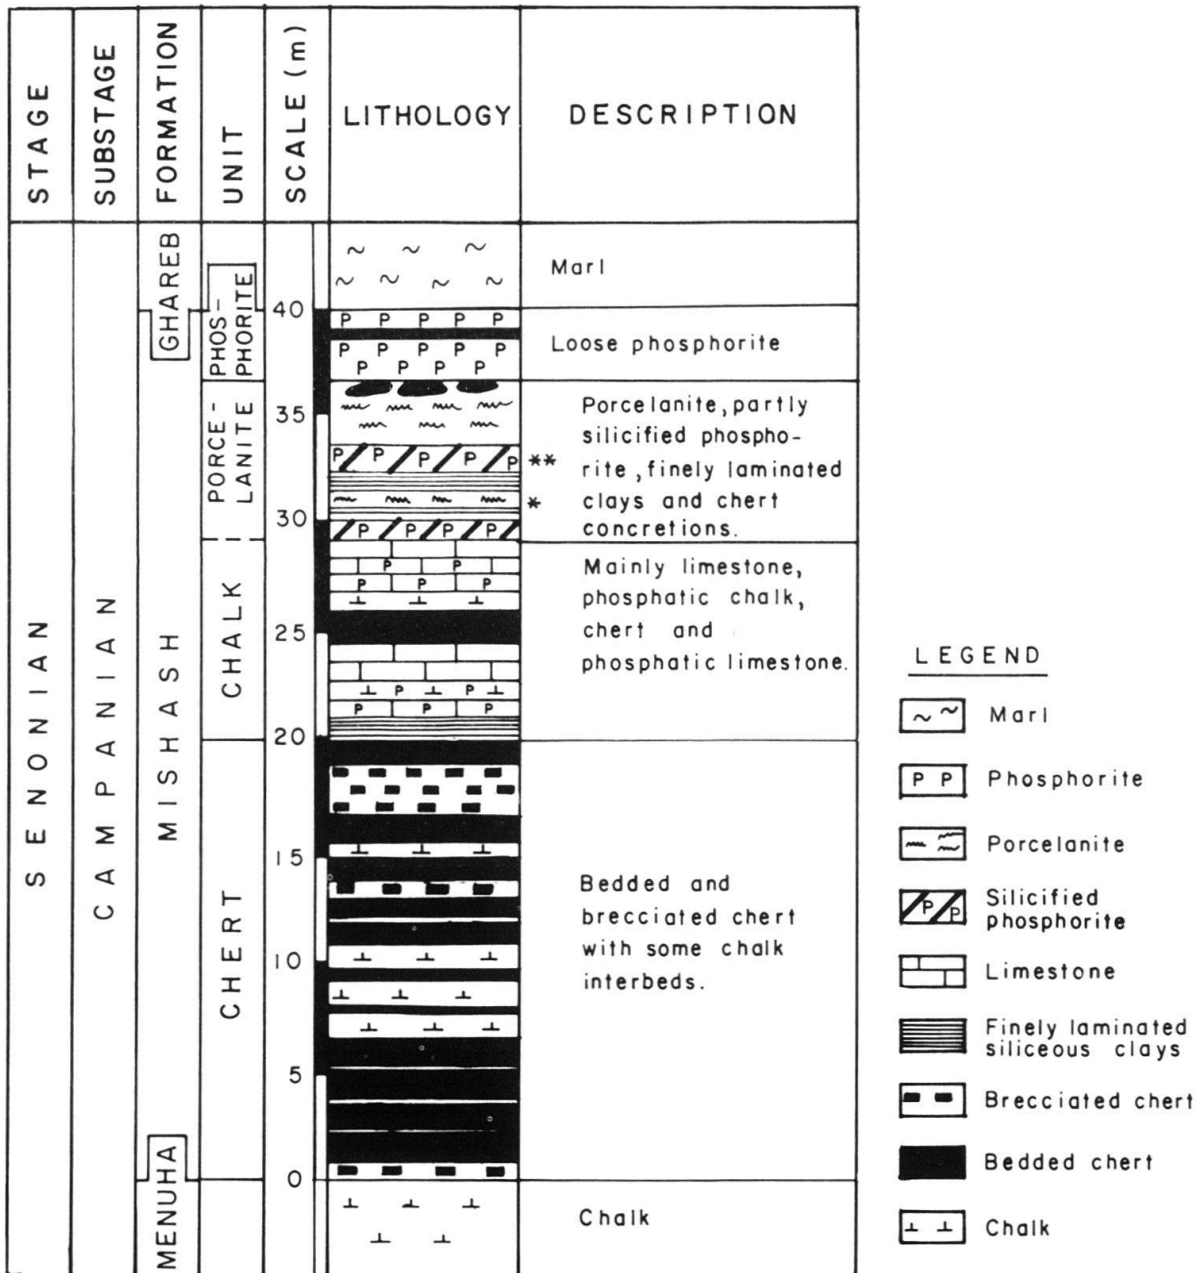 STAGE
SUBSTAGE
FORMATION
UNIT
SCALE (m)
LITHOLOGY
DESCRIPTION
SENONIAN
CAMPANIAN
GHAREB
MISHASH
MENUHA
PHOS-
PHORITE
PORCE-
LANITE
CHALK
CHERT
40
35
30
25
20
15
10
5
0
P P P P P
P P P P P
P P P P
P P P P P
P P P P
P P
P P
P P
P P
**
*
Marl
Loose phosphorite
Porcelanite, partly
silicified phospho-
rite, finely laminated
clays and chert
concretions.
Mainly limestone,
phosphatic chalk,
chert and
phosphatic limestone.
Bedded and
brecciated chert
with some chalk
interbeds.
Chalk
LEGEND
Marl
P P
Phosphorite
Porcelanite
P P
Silicified
phosphorite
Limestone
Finely laminated
siliceous clays
Brecciated chert
Bedded chert
Chalk